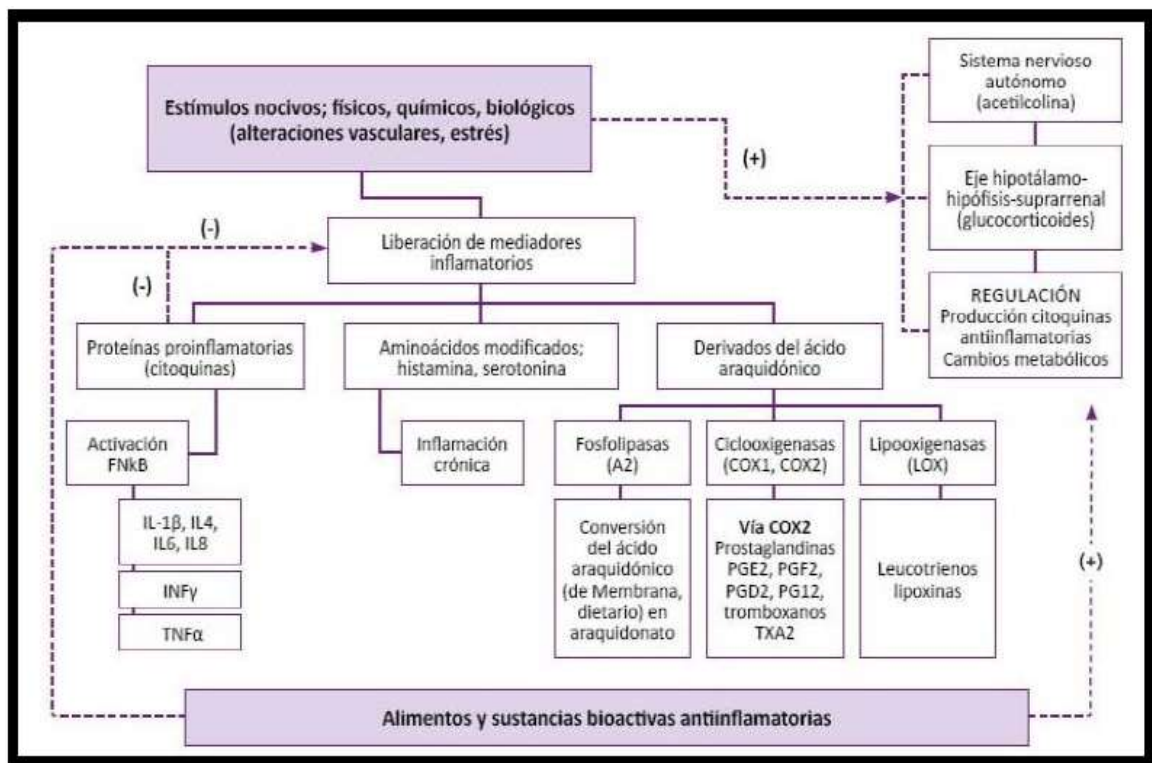 Estímulos nocivos; físicos, químicos, biológicos
(alteraciones vasculares, estrés)
Sistema nervioso
autónomo
(acetilcolina)
(+)
Eje hipotálamo-
hipófisis-suprarrenal
(glucocorticoides)
(-)
Liberación de mediadores
inflamatorios
(-)
REGULACIÓN
Producción citoquinas
antiinflamatorias
Cambios metabólicos
Proteínas proinflamatorias
(citoquinas)
Aminoácidos modificados;
histamina, serotonina
Derivados del ácido
araquidónico
Activación
FNkB
Inflamación
crónica
Fosfolipasas
(A2)
Ciclooxigenasas
(COX1, COX2)
Lipooxigenasas
(LOX)
IL-1β, IL4,
IL6, IL8
INFγ
TNFα
Conversión
del ácido
araquidónico
(de Membrana,
dietario) en
araquidonato
Vía COX2
Prostaglandinas
PGE2, PGF2,
PGD2, PG12,
tromboxanos
TXA2
Leucotrienos
lipoxinas
(+)
Alimentos y sustancias bioactivas antiinflamatorias